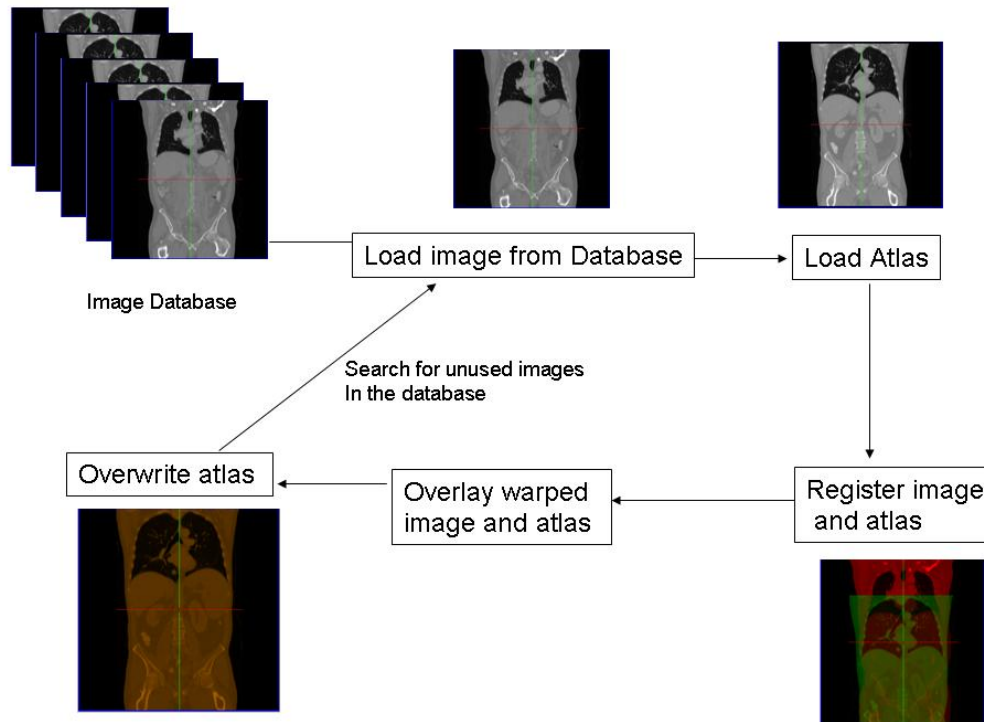 Load image from Database
Load Atlas
Image Database
Search for unused images
In the database
Overwrite atlas
Overlay warped
image and atlas
Register image
and atlas